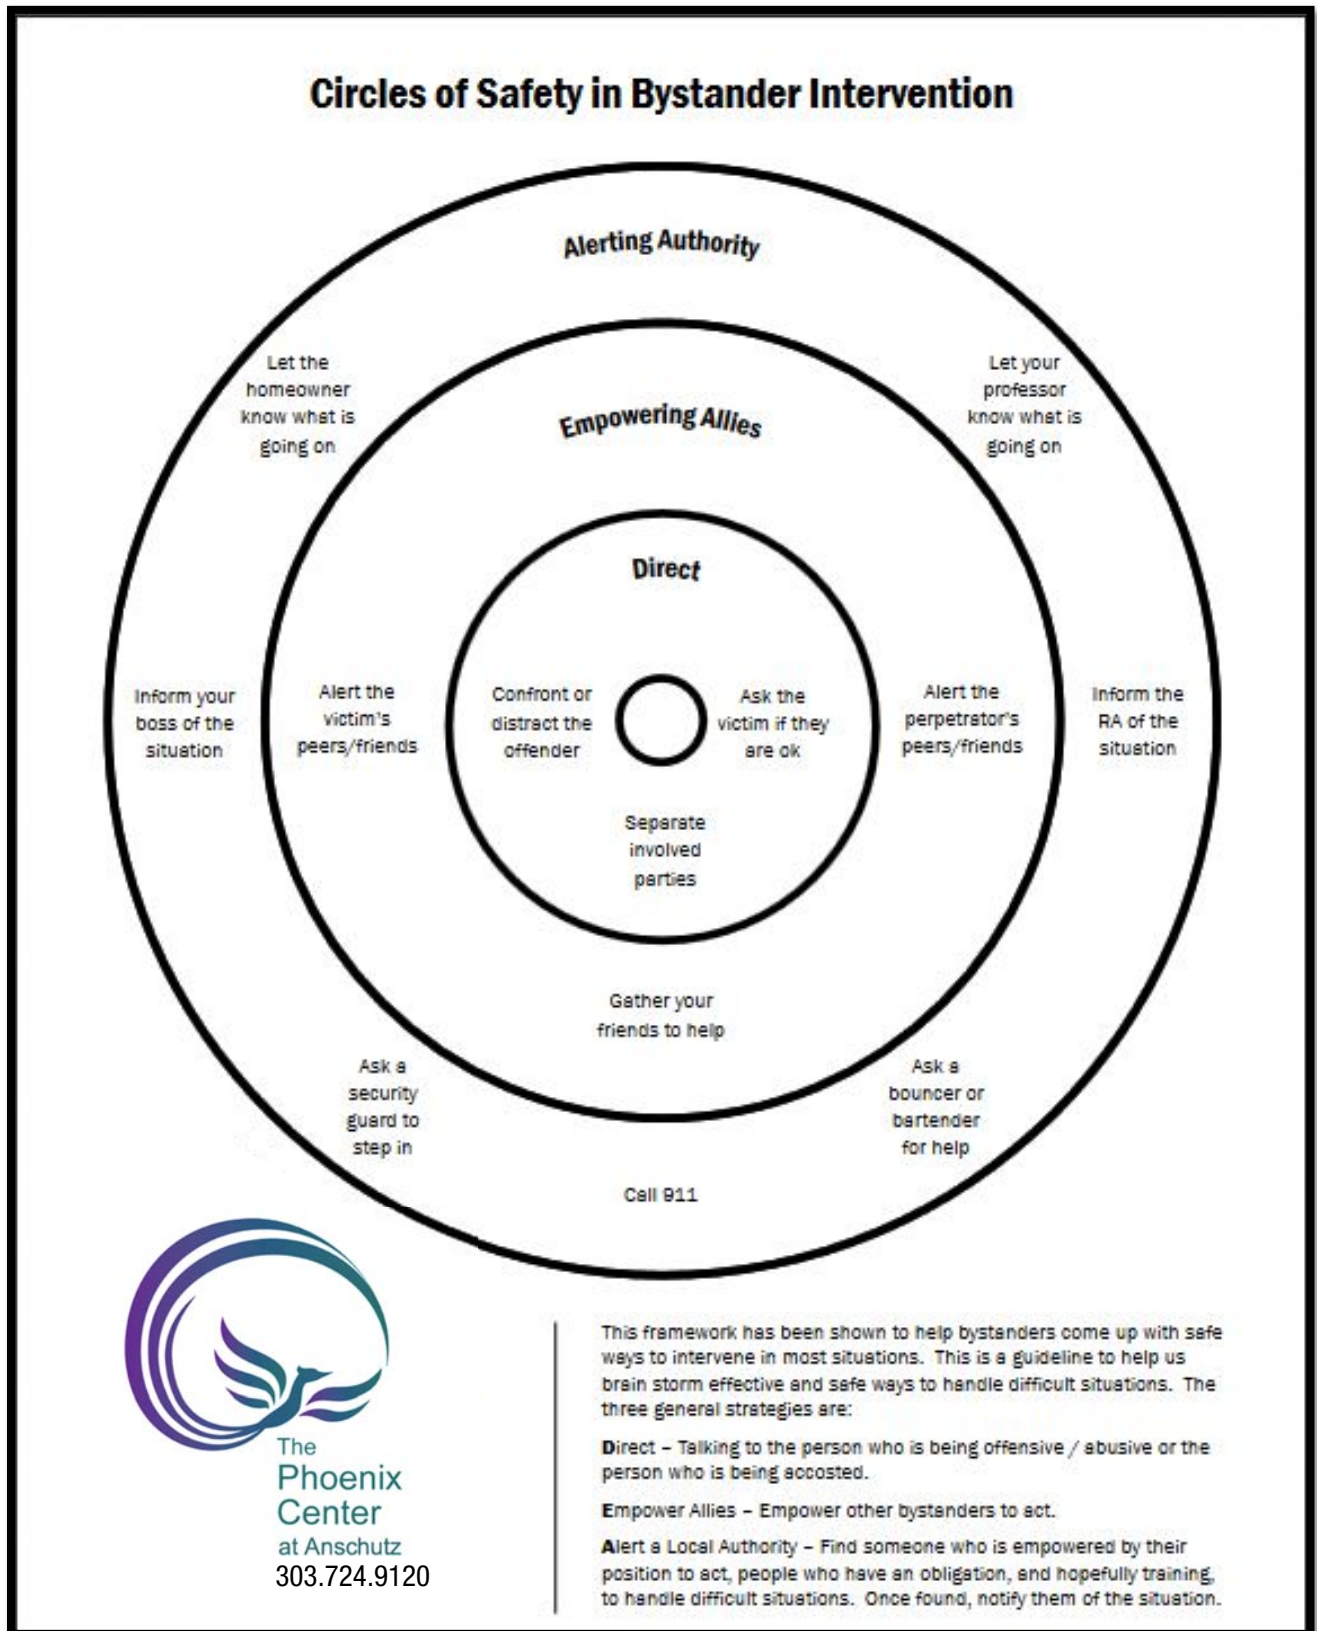 Circles of Safety in Bystander Intervention
Alerting Authority
Let the
homeowner
know what is
going on
Let your
professor
know what is
going on
Empowering Allies
Direct
Inform your
boss of the
situation
Alert the
victim's
peers/friends
Confront or
distract the
offender
Ask the
victim if they
are ok
Alert the
perpetrator's
peers/friends
Inform the
RA of the
situation
Separate
involved
parties
Gather your
friends to help
Ask a
security
guard to
step in
Ask a
bouncer or
bartender
for help
Call 911
The
Phoenix
Center
at Anschutz
303.724.9120
This framework has been shown to help bystanders come up with safe
ways to intervene in most situations.  This is a guideline to help us
brain storm effective and safe ways to handle difficult situations.  The
three general strategies are:
Direct – Talking to the person who is being offensive / abusive or the
person who is being accosted.
Empower Allies – Empower other bystanders to act.
Alert a Local Authority – Find someone who is empowered by their
position to act, people who have an obligation, and hopefully training,
to handle difficult situations.  Once found, notify them of the situation.